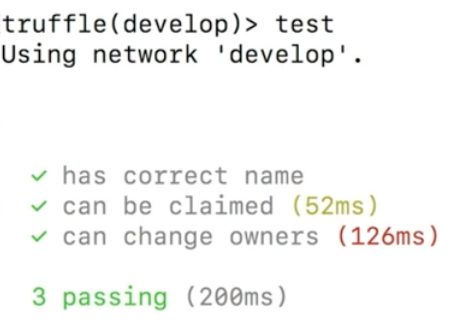 truffle(develop)> test
Using network 'develop'.
✓ has correct name
✓ can be claimed (52ms)
✓ can change owners (126ms)
3 passing (200ms)